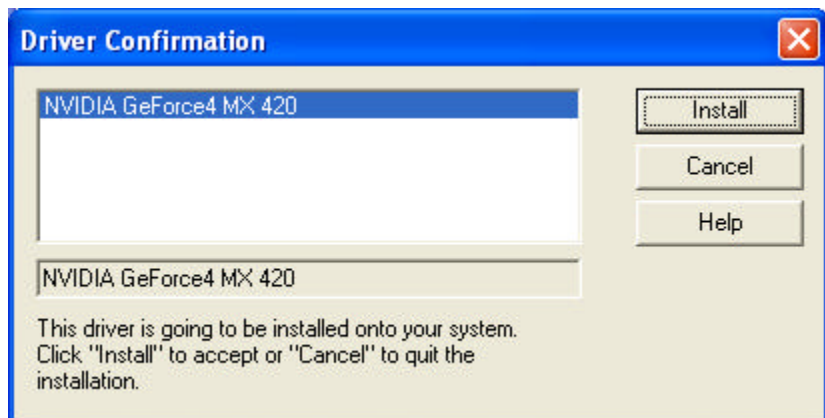 Driver Confirmation
NVIDIA GeForce4 MX 420
Install
Cancel
Help
NVIDIA GeForce4 MX 420
This driver is going to be installed onto your system.
Click "Install" to accept or "Cancel" to quit the
installation.